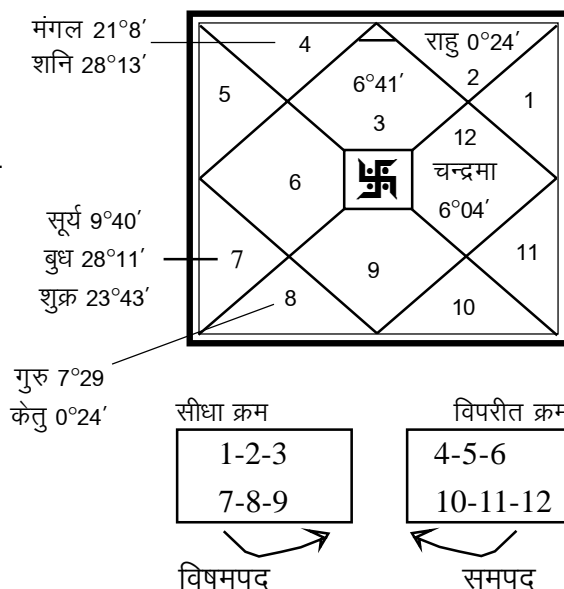 मंगल 21°8′
शनि 28°13′
4
राहु 0°24′
2
5
6°41′
3
1
12
चन्द्रमा
6°04′
6
सूर्य 9°40′
बुध 28°11′
शुक्र 23°43′
7
9
11
8
10
गुरु 7°29
केतु 0°24′
सीधा क्रम
1-2-3
7-8-9
विषमपद
विपरीत क्रम
4-5-6
10-11-12
समपद